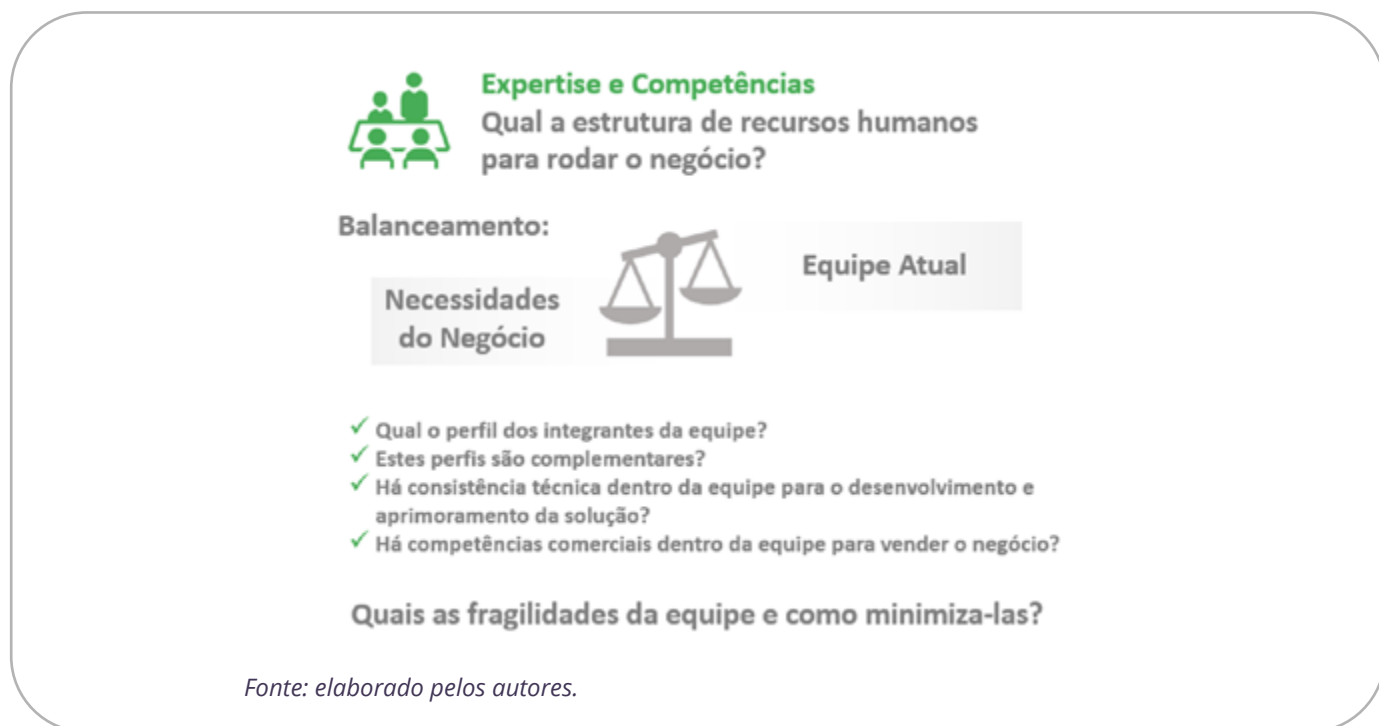 Expertise e Competências
Qual a estrutura de recursos humanos
para rodar o negócio?
Balanceamento:
Necessidades
do Negócio
Equipe Atual
✓ Qual o perfil dos integrantes da equipe?
✓ Estes perfis são complementares?
✓ Há consistência técnica dentro da equipe para o desenvolvimento e
aprimoramento da solução?
✓ Há competências comerciais dentro da equipe para vender o negócio?
Quais as fragilidades da equipe e como minimiza-las?
Fonte: elaborado pelos autores.